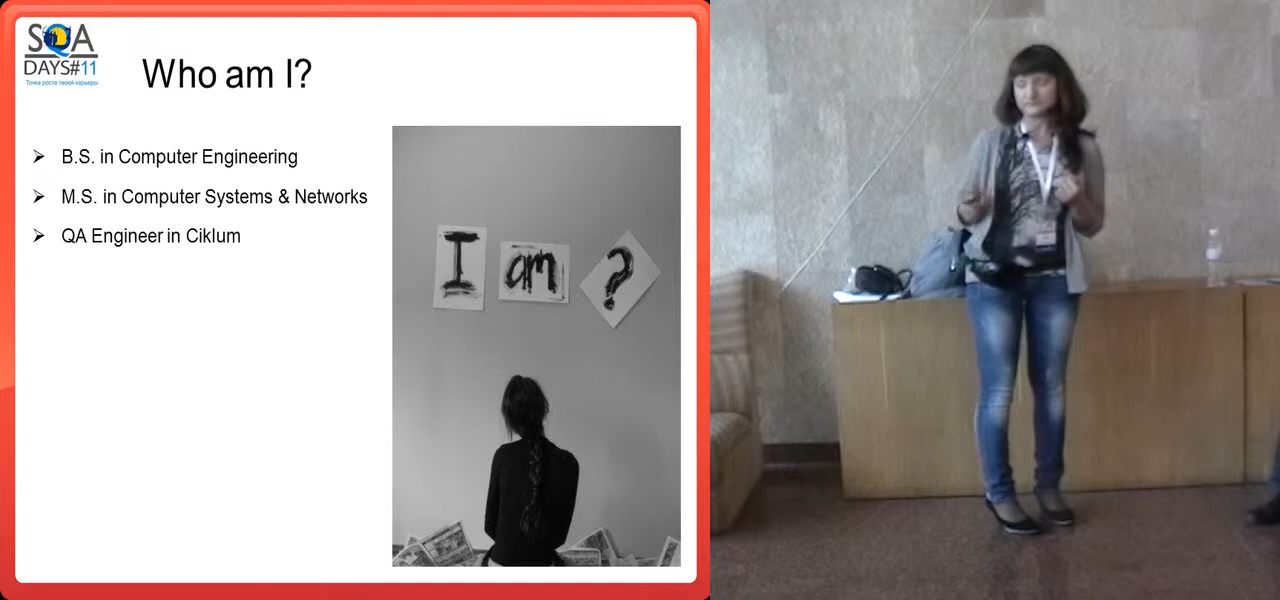 SQA
DAYS#11
Точка роста твоей карьеры
Who am I?
➢ B.S. in Computer Engineering
➢ M.S. in Computer Systems & Networks
➢ QA Engineer in Ciklum
I am ?